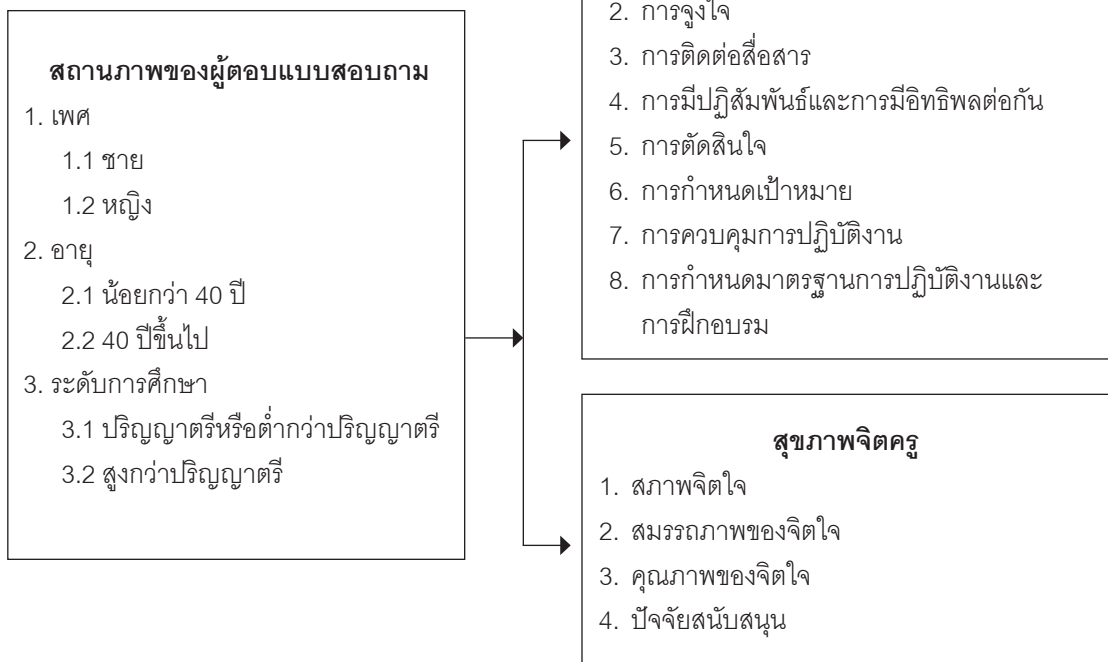 สถานภาพของผู้ตอบแบบสอบถาม
1. เพศ
1.1 ชาย
1.2 หญิง
2. อายุ
2.1 น้อยกว่า 40 ปี
2.2 40 ปีขึ้นไป
3. ระดับการศึกษา
3.1 ปริญญาตรีหรือต่ำกว่าปริญญาตรี
3.2 สูงกว่าปริญญาตรี
2. การจูงใจ
3. การติดต่อสื่อสาร
4. การมีปฏิสัมพันธ์และการมีอิทธิพลต่อกัน
5. การตัดสินใจ
6. การกำหนดเป้าหมาย
7. การควบคุมการปฏิบัติงาน
8. การกำหนดมาตรฐานการปฏิบัติงานและ
การฝึกอบรม
สุขภาพจิตครู
1. สภาพจิตใจ
2. สมรรถภาพของจิตใจ
3. คุณภาพของจิตใจ
4. ปัจจัยสนับสนุน